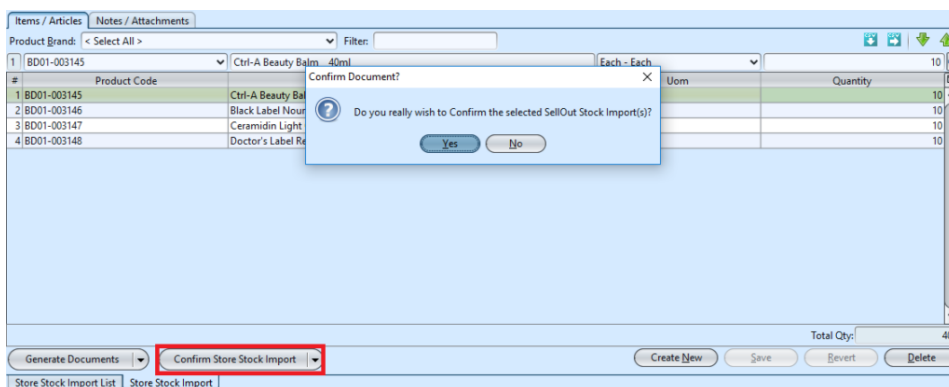 Items / Articles Notes / Attachments
Product Brand: < Select All > Filter:
1 BD01-003145 Ctrl-A Beauty Balm 40ml Each - Each 10
# Product Code Uom Quantity
1 BD01-003145 Ctrl-A Beauty Bal 10
2 BD01-003146 Black Label Nour 10
3 BD01-003147 Ceramidin Light 10
4 BD01-003148 Doctor's Label Re 10
Confirm Document?
Do you really wish to Confirm the selected SellOut Stock Import(s)?
Yes No
Total Qty:
Generate Documents Confirm Store Stock Import Create New Save Revert Delete
Store Stock Import List Store Stock Import